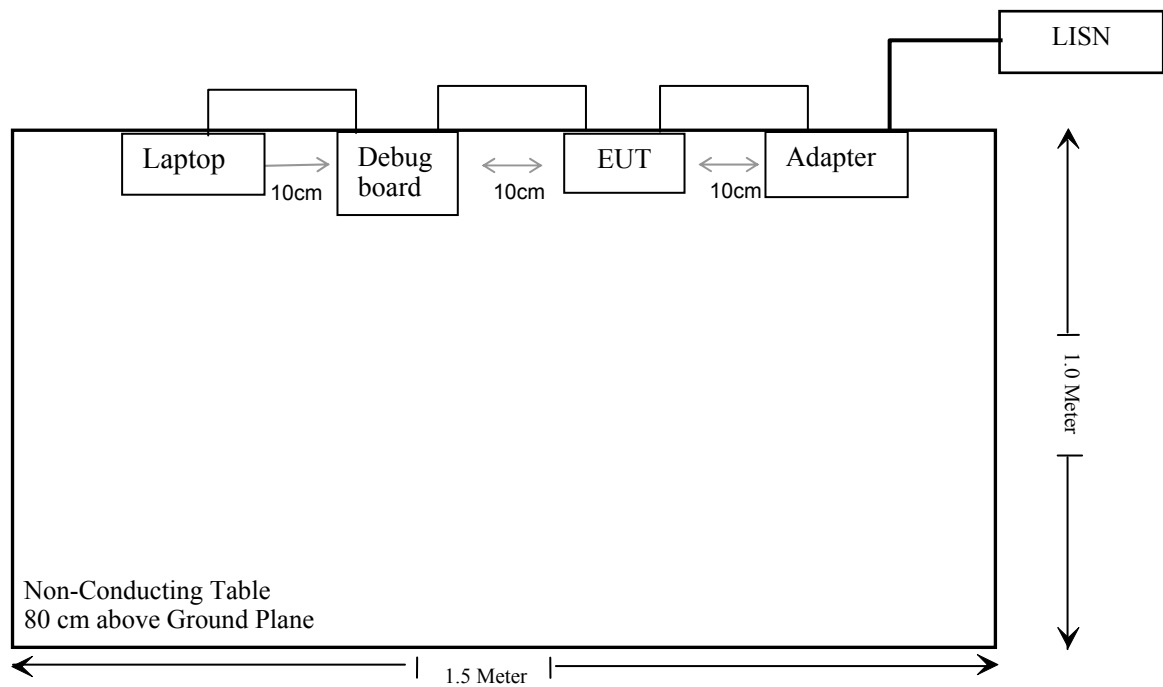 LISN
Laptop
Debug
board
EUT
Adapter
10cm
10cm
10cm
1.0 Meter
Non-Conducting Table
80 cm above Ground Plane
1.5 Meter